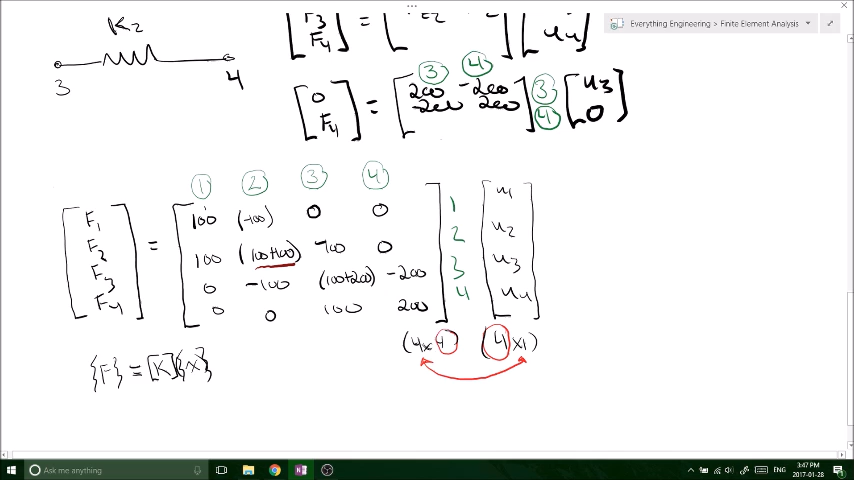 Everything Engineering > Finite Element Analysis
K2
F3
F4
=
u4
3
4
3 4
0
F4
=
200 -200
-200 200
3
4
u3
0
1 2 3 4
F1 = 100 (-100) 0 0 1 u1
F2 100 (100+100) -100 0 2 u2
F3 0 -100 (100+200) -200 3 u3
F4 0 0 100 200 4 u4
(4x4) (4x1)
{F} = [K]{X}
Ask me anything
ENG
3:47 PM
2017-01-28